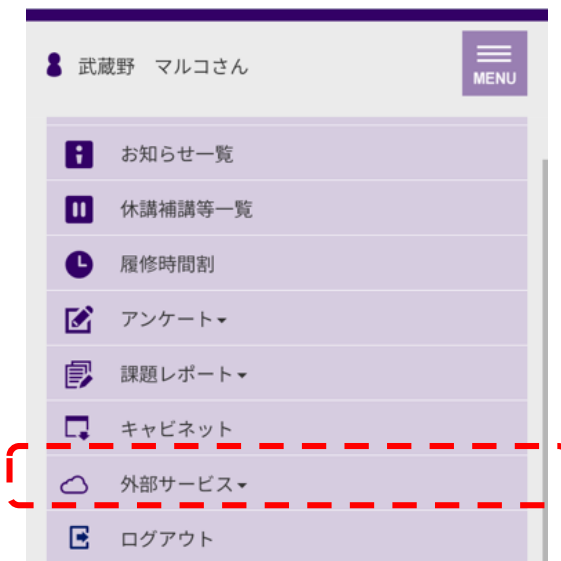 武蔵野 マルコさん
MENU
お知らせ一覧
休講補講等一覧
履修時間割
アンケート
課題レポート
キャビネット
外部サービス
ログアウト